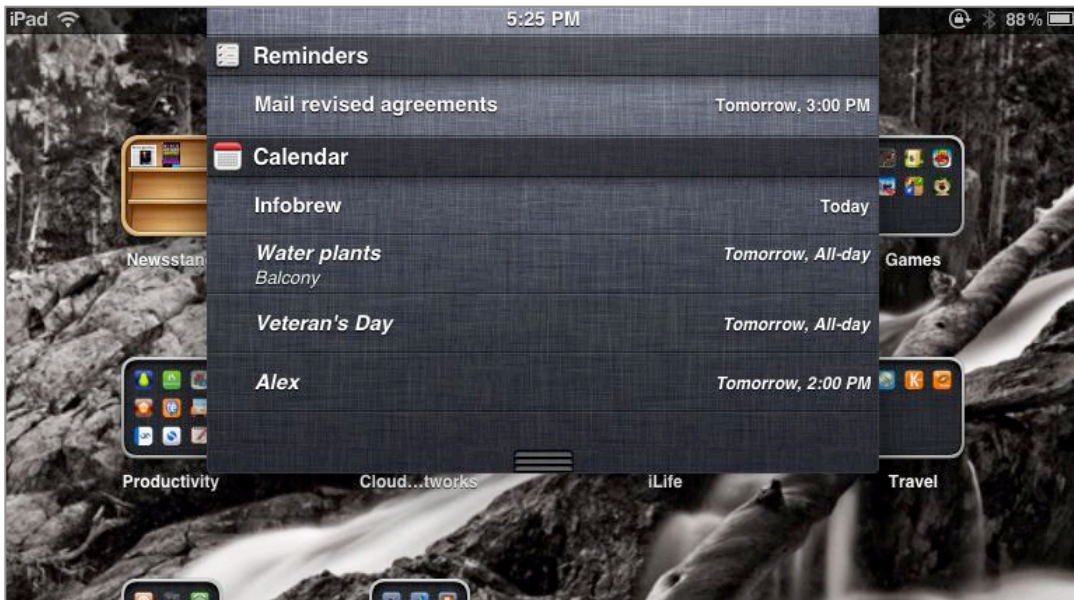 iPad 5:25 PM 88%
Reminders
Mail revised agreements Tomorrow, 3:00 PM
Calendar
Infobrew Today
Water plants Tomorrow, All-day
Balcony
Newsstan Games
Veteran's Day Tomorrow, All-day
Alex Tomorrow, 2:00 PM
Productivity Cloud...tworks iLife Travel